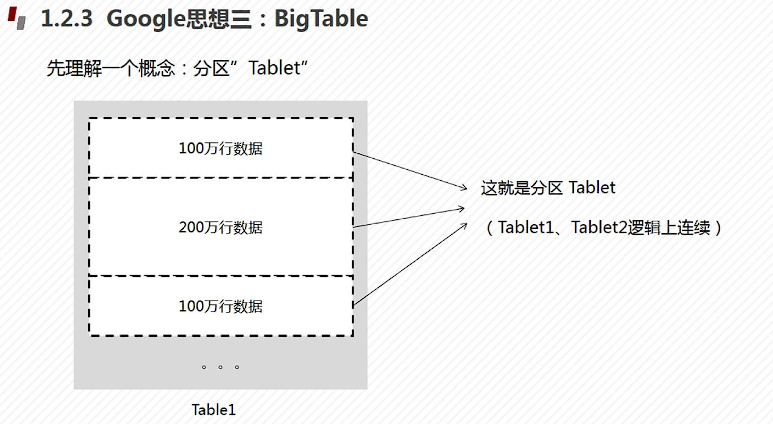 1.2.3 Google思想三：BigTable
先理解一个概念：分区”Tablet“
100万行数据
200万行数据
100万行数据
。。。
Table1
这就是分区 Tablet
（Tablet1、Tablet2逻辑上连续）